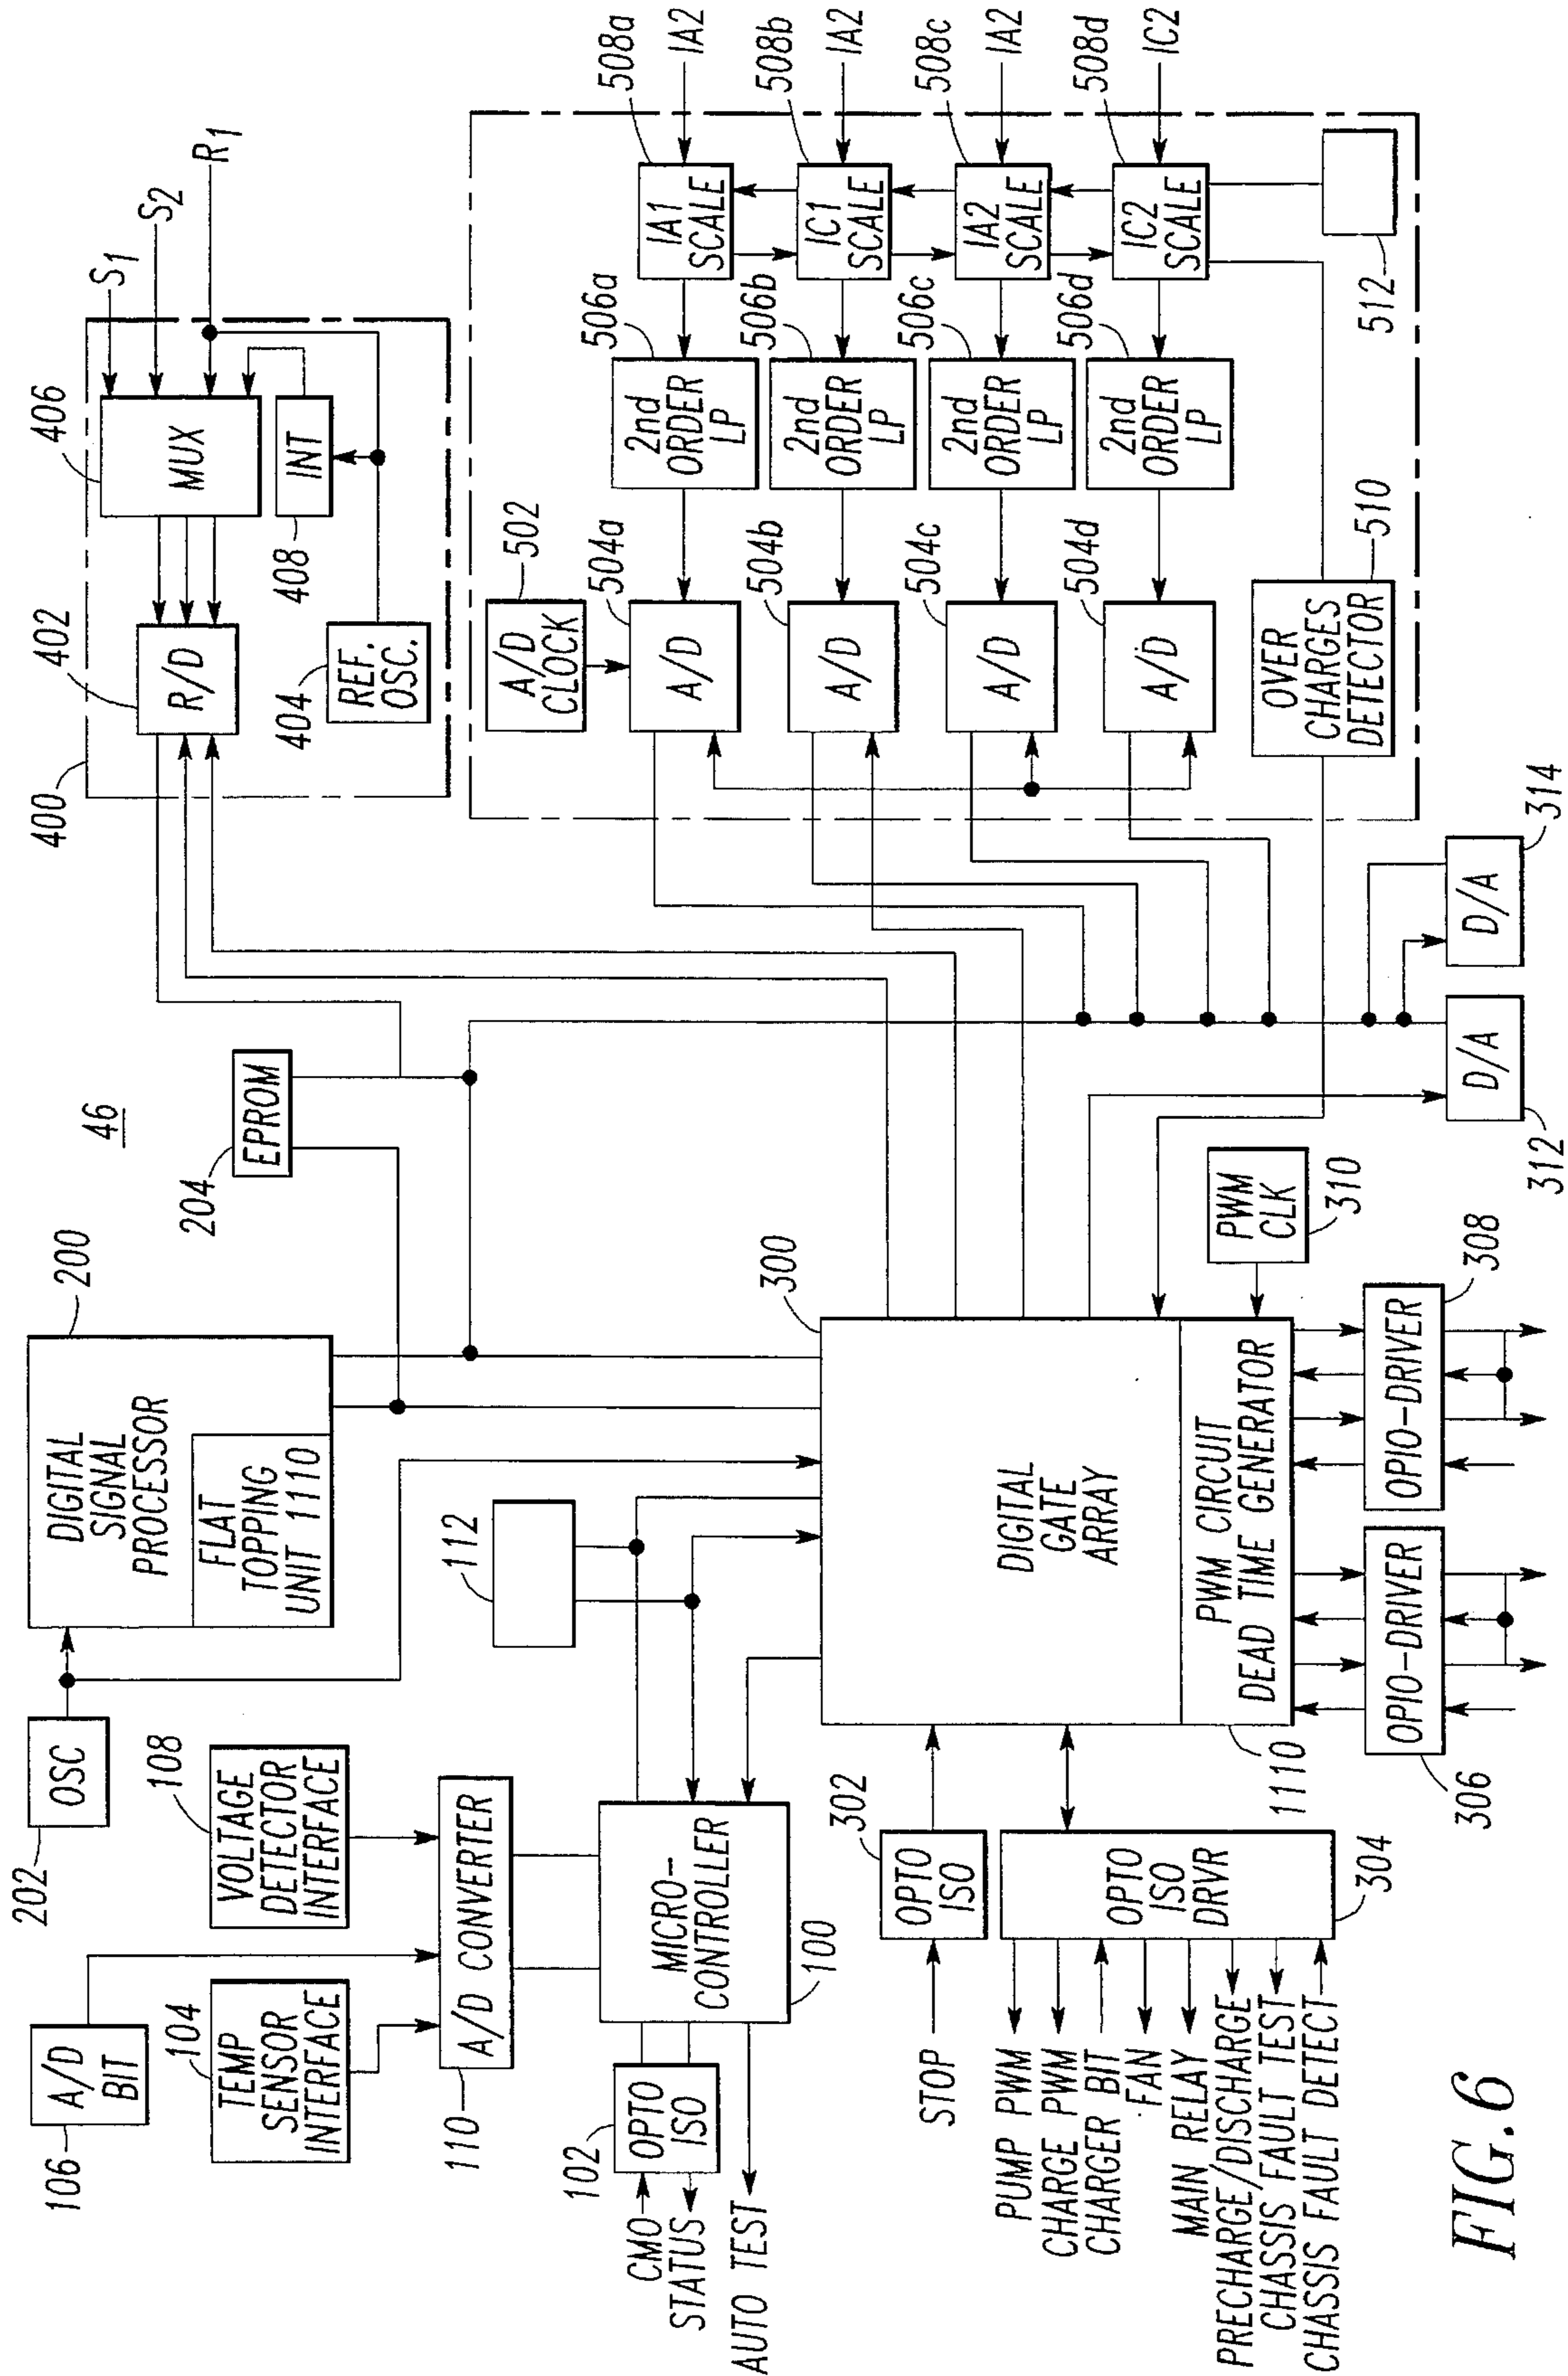 46
202
OSC
200
DIGITAL
SIGNAL
PROCESSOR
FLAT
TOPPING
UNIT 1110
204
EPROM
400
402
R/D
406
MUX
S1
S2
R1
404
REF.
OSC.
408
INT
106
A/D
BIT
104
TEMP
SENSOR
INTERFACE
108
VOLTAGE
DETECTOR
INTERFACE
110
A/D CONVERTER
112
102
OPTO
ISO
CMO
STATUS
AUTO TEST
MICRO-
CONTROLLER
100
300
DIGITAL
GATE
ARRAY
PWM CIRCUIT
DEAD TIME GENERATOR
1110
302
OPTO
ISO
STOP
OPTO
ISO
DRVR
304
PUMP PWM
CHARGE PWM
CHARGER BIT
FAN
MAIN RELAY
PRECHARGE/DISCHARGE
CHASSIS FAULT TEST
CHASSIS FAULT DETECT
OPIO-DRIVER
306
OPIO-DRIVER
308
PWM
CLK
310
D/A
312
D/A
314
A/D
CLOCK
502
504a
A/D
506a
2nd
ORDER
LP
508a
IA1
SCALE
IA2
504b
A/D
506b
2nd
ORDER
LP
508b
IC1
SCALE
IA2
504c
A/D
506c
2nd
ORDER
LP
508c
IA2
SCALE
IA2
504d
A/D
506d
2nd
ORDER
LP
508d
IC2
SCALE
IC2
OVER
CHARGES
DETECTOR
510
512
FIG.6